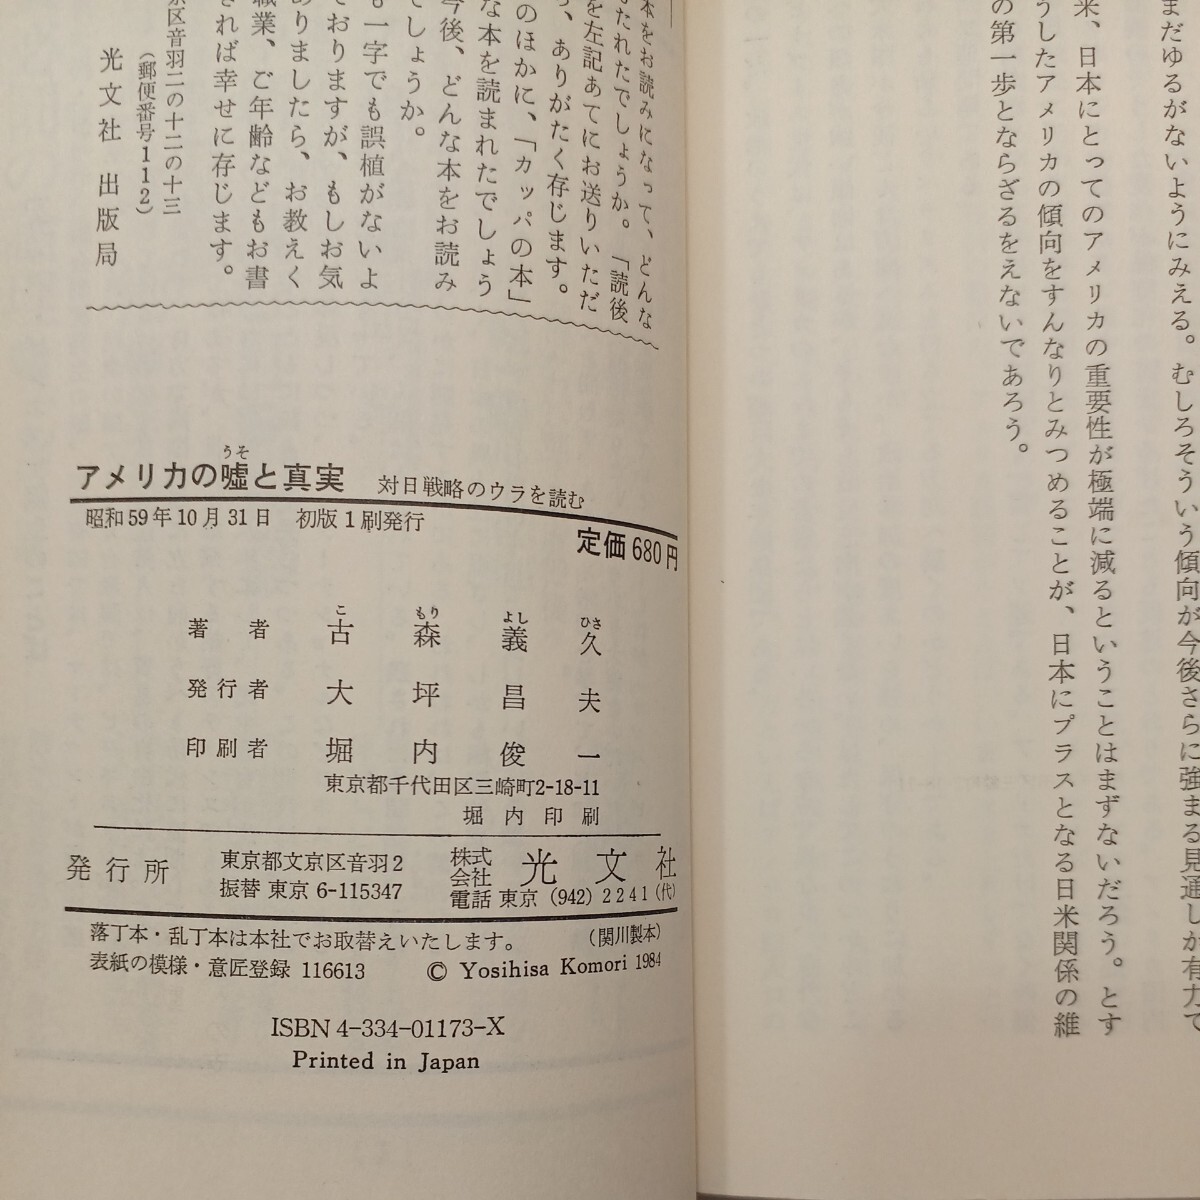 まだゆるがないようにみえる。むしろそういう傾向が今後さらに強まる見通しが有力で
米、日本にとってのアメリカの重要性が極端に減るということはまずないだろう。とす
うしたアメリカの傾向をすんなりとみつめることが、日本にプラスとなる日米関係の維
の第一歩とならざるをえないであろう。
本をお読みになって、どんな
もたれたでしょうか。「読後
を左記あてにお送りいただ
ら、ありがたく存じます。
のほかに、「カッパの本」
な本を読まれたでしょう
今後、どんな本をお読み
でしょうか。
も一字でも誤植がないよ
ておりますが、もしお気
ありましたら、お教えく
職業、ご年齢などもお書
されば幸せに存じます。
京区音羽二の十二の十三
（郵便番号112）
光文社 出版局
アメリカの嘘と真実 対日戦略のウラを読む
うそ
昭和59年10月31日 初版1刷発行
定価680円
こ もり よし ひさ
著者 古森義久
発行者 大坪昌夫
印刷者 堀内俊一
東京都千代田区三崎町2-18-11
堀内印刷
発行所 東京都文京区音羽2 株式会社 光文社
振替 東京 6-115347 電話 東京 (942) 2241 (代)
落丁本・乱丁本は本社でお取替えいたします。 （関川製本）
表紙の模様・意匠登録 116613 © Yosihisa Komori 1984
ISBN 4-334-01173-X
Printed in Japan